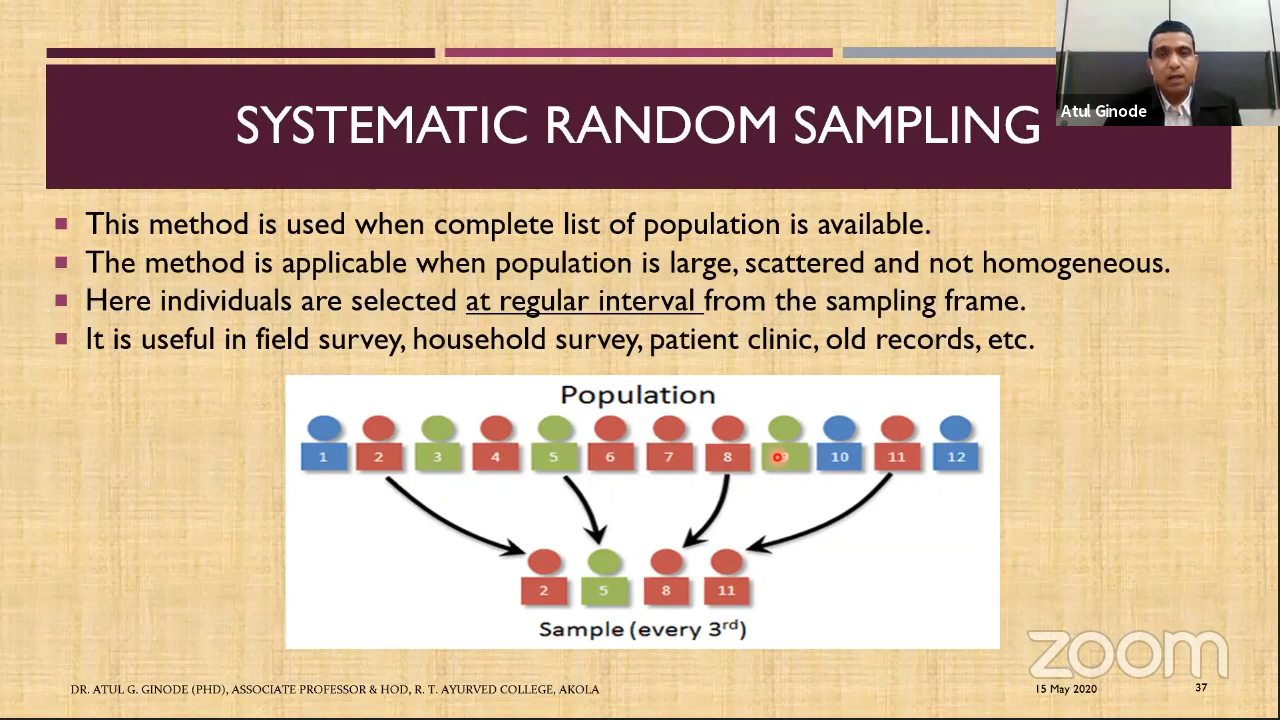 SYSTEMATIC RANDOM SAMPLING
Atul Ginode
This method is used when complete list of population is available.
The method is applicable when population is large, scattered and not homogeneous.
Here individuals are selected at regular interval from the sampling frame.
It is useful in field survey, household survey, patient clinic, old records, etc.
Population
1 2 3 4 5 6 7 8 9 10 11 12
2 5 8 11
Sample (every 3rd)
zoom
DR. ATUL G. GINODE (PHD), ASSOCIATE PROFESSOR & HOD, R. T. AYURVED COLLEGE, AKOLA
15 May 2020
37